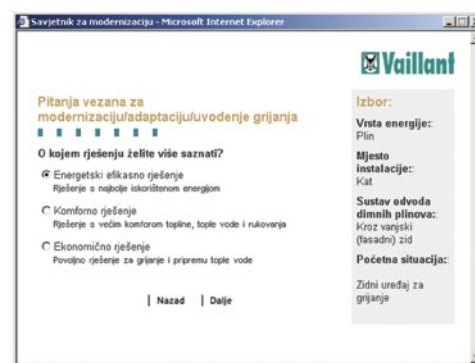 Savjetnik za modernizaciju - Microsoft Internet Explorer
Vaillant
Pitanja vezana za
modernizaciju/adaptaciju/uvođenje grijanja
O kojem rješenju želite više saznati?
Energetski efikasno rješenje
Rješenje s najbolje iskorištenom energijom
Komforno rješenje
Rješenje s većim komforom topline, tople vode i rukovanja
Ekonomično rješenje
Povoljno rješenje za grijanje i pripremu tople vode
| Nazad | Dalje
Izbor:
Vrsta energije::
Plin
Mjesto
instalacije::
Kat
Sustav odvoda
dimnih plinova::
Kroz vanjski
(fasadni) zid
Početna situacija::
Zidni uređaj za
grijanje